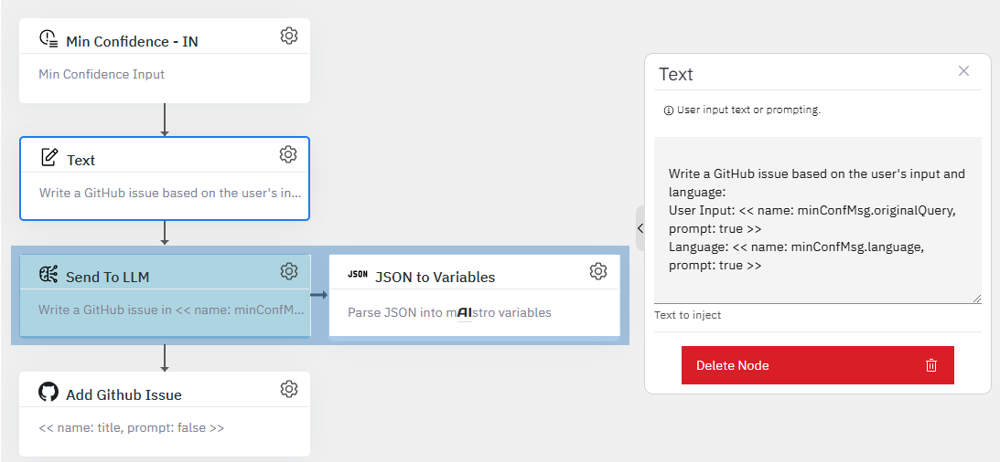 Min Confidence - IN
Min Confidence Input
Text
Write a GitHub issue based on the user's in...
Send To LLM
Write a GitHub issue in << name: minConfM...
JSON JSON to Variables
Parse JSON into mAIstro variables
Add Github Issue
<< name: title, prompt: false >>
Text
User input text or prompting.
Write a GitHub issue based on the user's input and
language:
User Input: << name: minConfMsg.originalQuery,
prompt: true >>
Language: << name: minConfMsg.language,
prompt: true >>
Text to inject
Delete Node